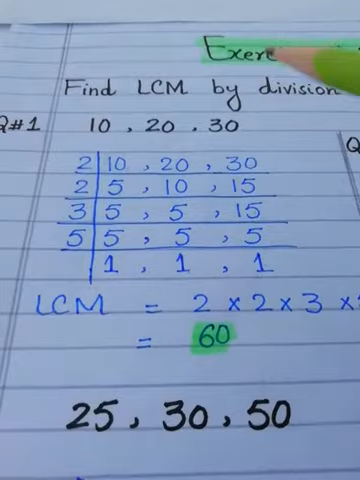 Find LCM by division
Q#1 10 , 20 , 30
2 10 , 20 , 30
2 5 , 10 , 15
3 5 , 5 , 15
5 5 , 5 , 5
1 , 1 , 1
LCM = 2 × 2 × 3 ×
= 60
25 , 30 , 50